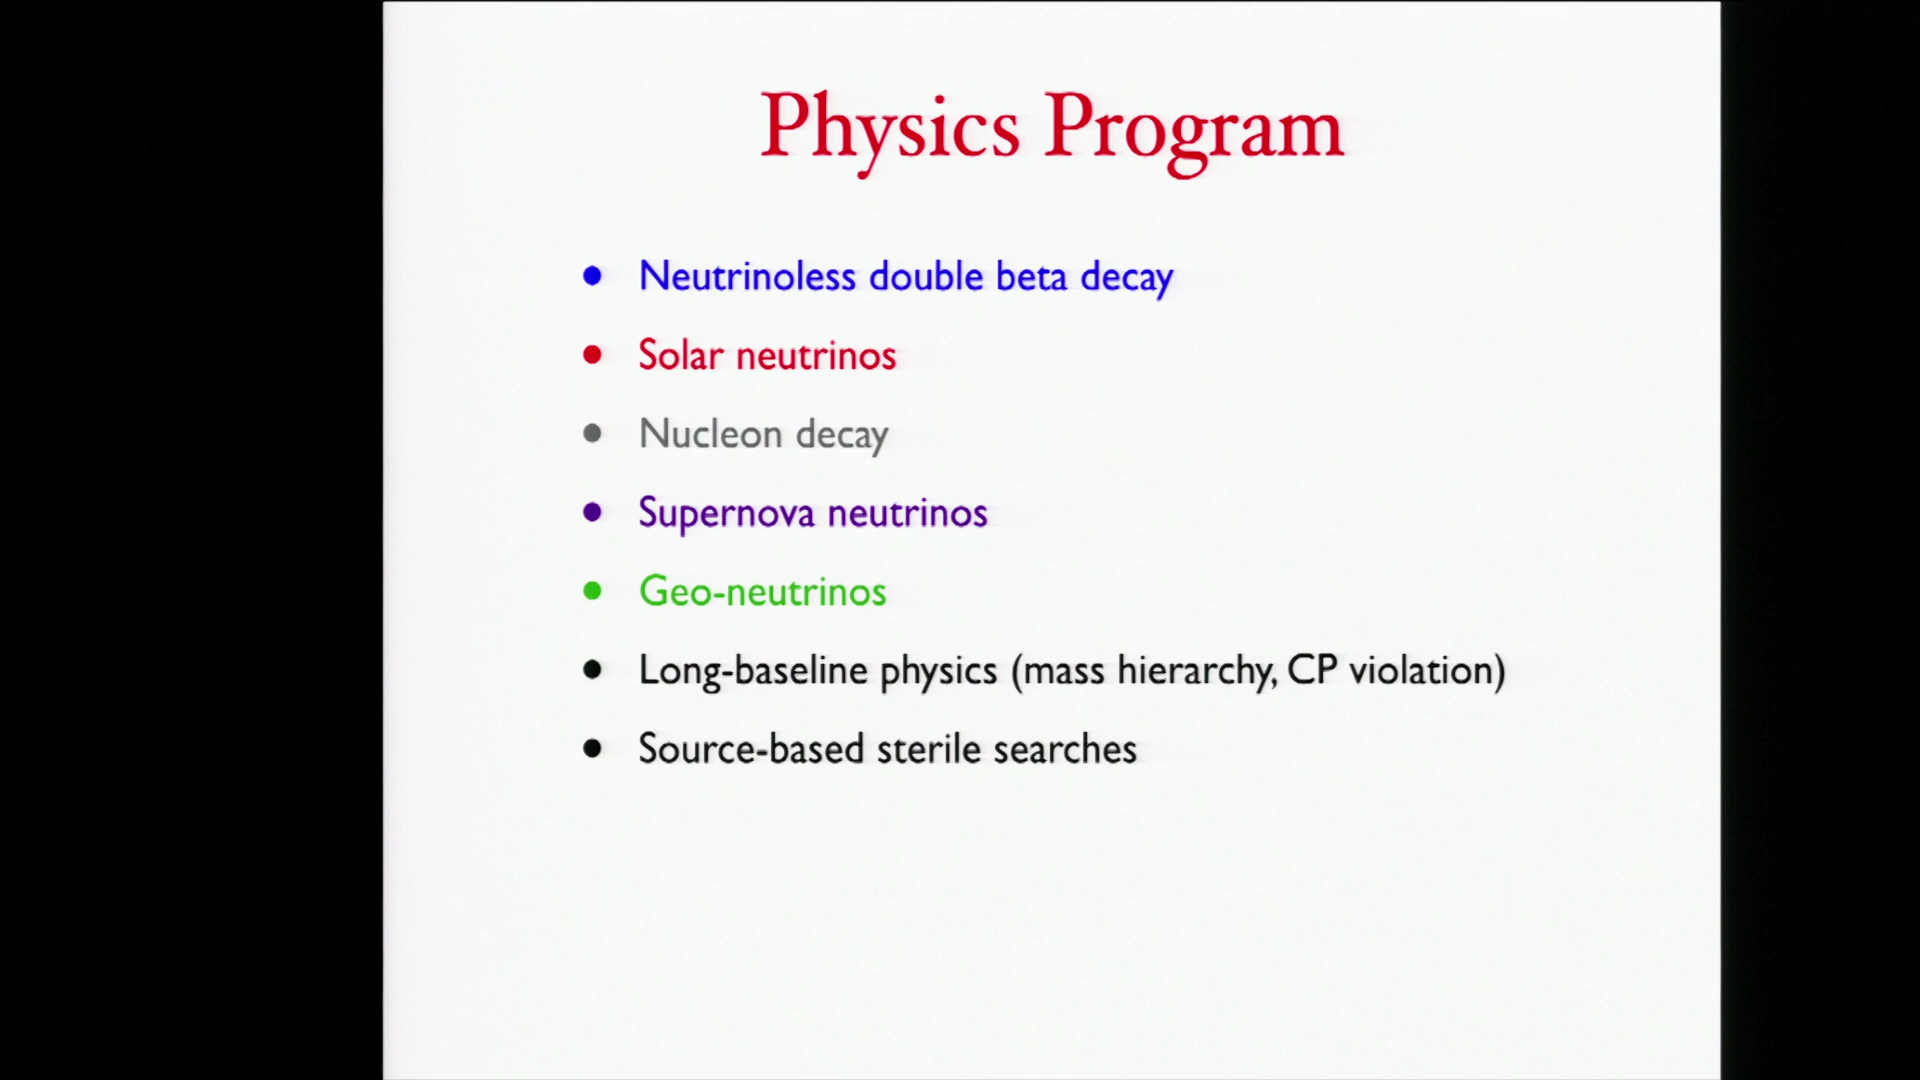 Physics Program
• Neutrinoless double beta decay
• Solar neutrinos
• Nucleon decay
• Supernova neutrinos
• Geo-neutrinos
• Long-baseline physics (mass hierarchy, CP violation)
• Source-based sterile searches